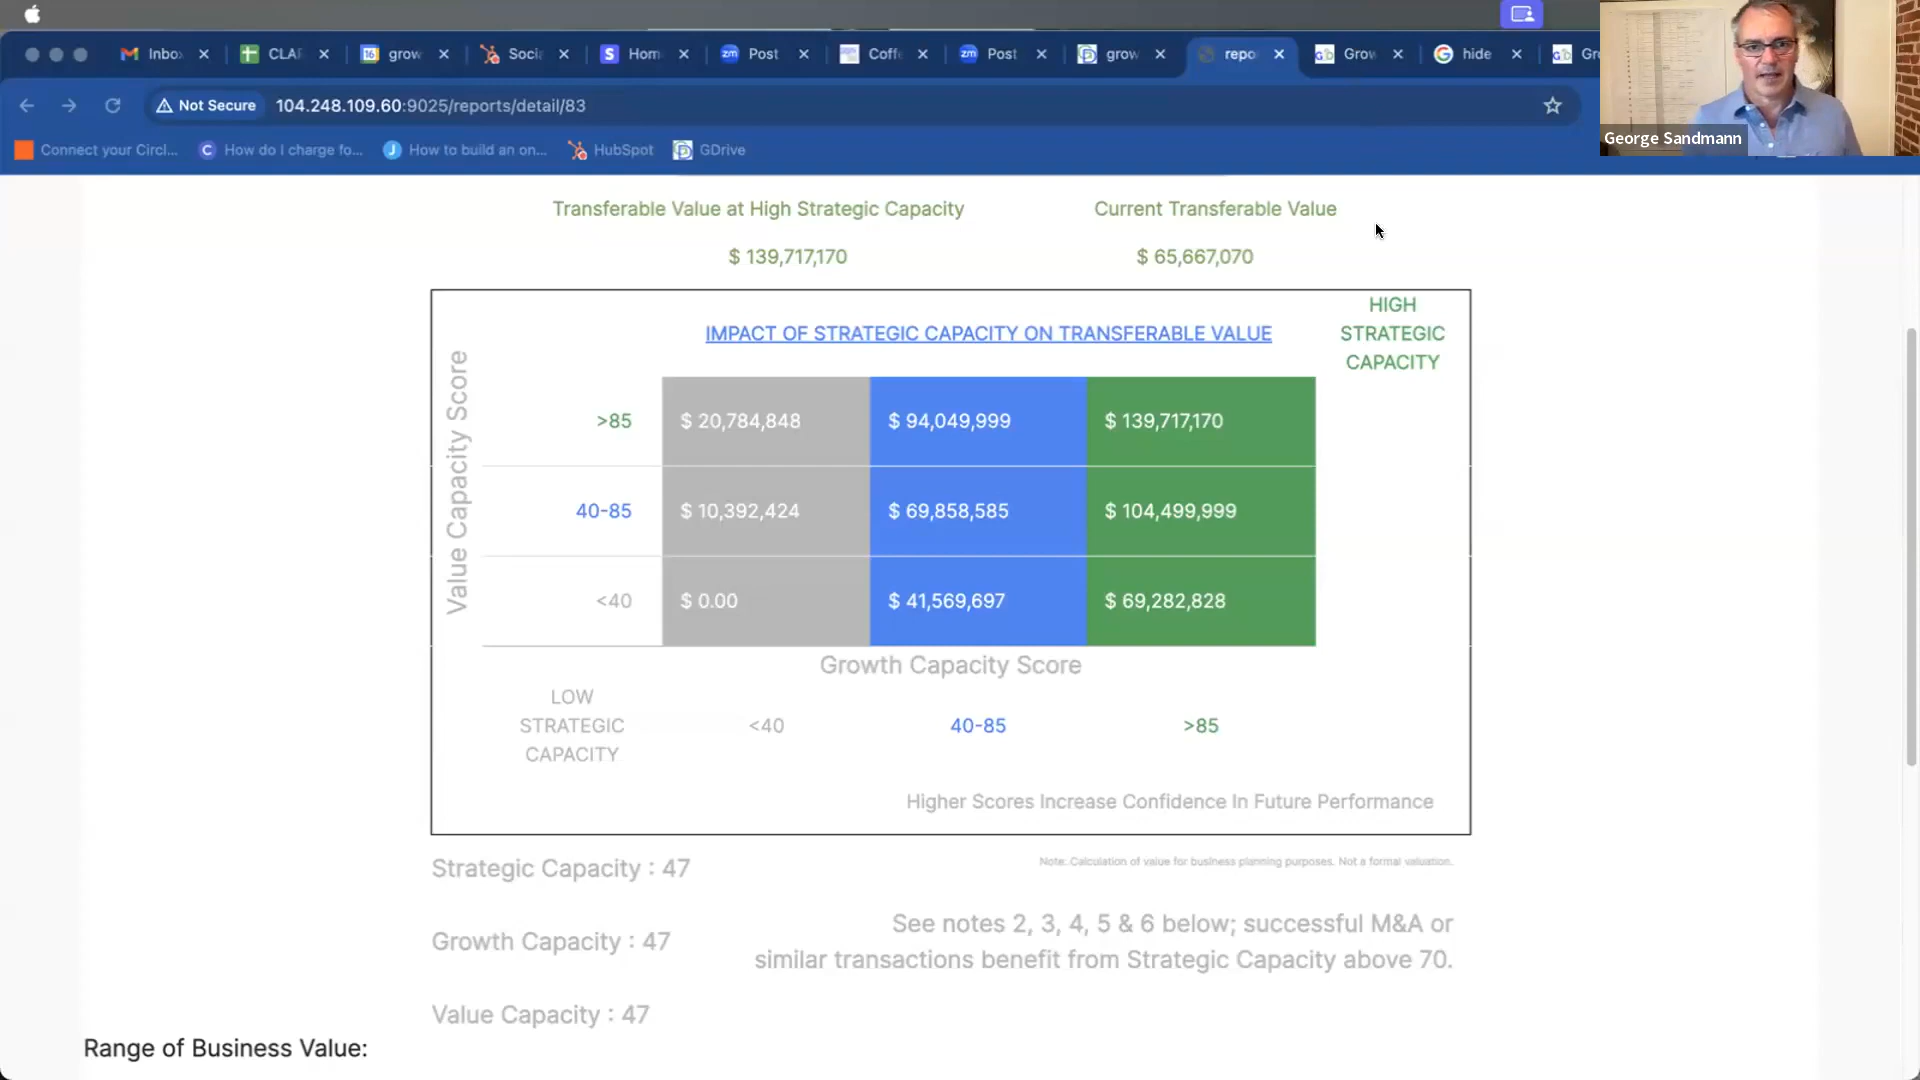 Inbo
CLAF
grow
Socia
Hom
Post
Coff
Post
grow
repo
Grow
hide
Gr
Not Secure
104.248.109.60:9025/reports/detail/83
Connect your Circl...
How do I charge fo...
How to build an on...
HubSpot
GDrive
George Sandmann
Transferable Value at High Strategic Capacity
Current Transferable Value
$ 139,717,170
$ 65,667,070
IMPACT OF STRATEGIC CAPACITY ON TRANSFERABLE VALUE
HIGH
STRATEGIC
CAPACITY
Value Capacity Score
>85
$ 20,784,848
$ 94,049,999
$ 139,717,170
40-85
$ 10,392,424
$ 69,858,585
$ 104,499,999
<40
$ 0.00
$ 41,569,697
$ 69,282,828
Growth Capacity Score
LOW
STRATEGIC
CAPACITY
<40
40-85
>85
Higher Scores Increase Confidence In Future Performance
Strategic Capacity : 47
Note: Calculation of value for business planning purposes. Not a formal valuation.
Growth Capacity : 47
See notes 2, 3, 4, 5 & 6 below; successful M&A or
similar transactions benefit from Strategic Capacity above 70.
Value Capacity : 47
Range of Business Value: